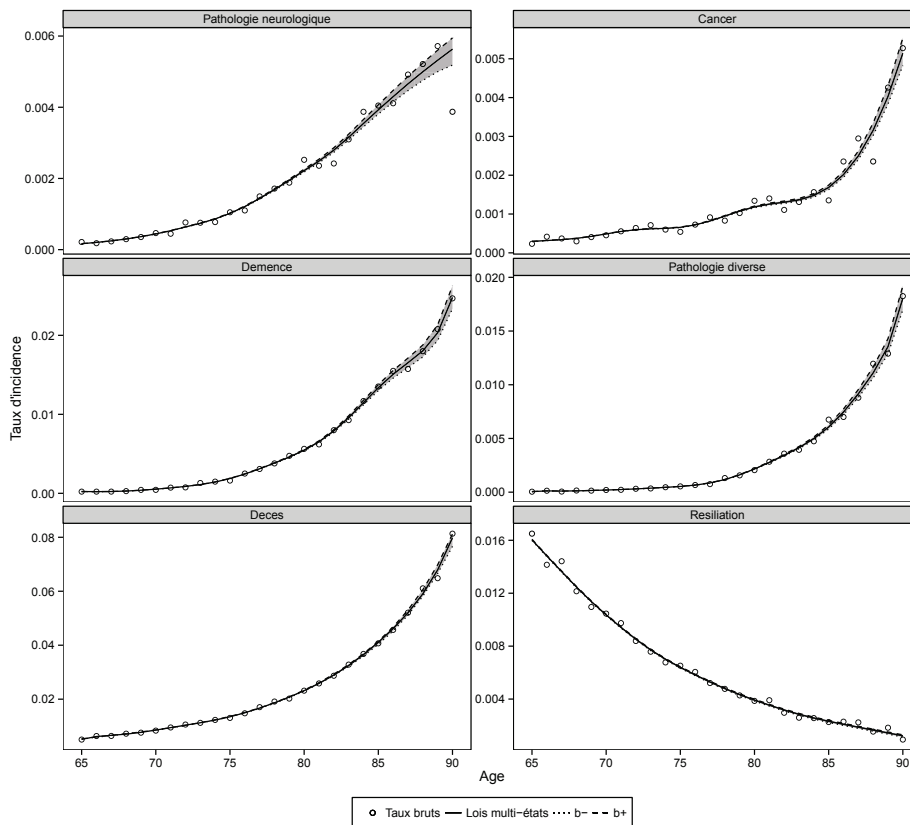 Pathologie neurologique
0.006
0.004
0.002
0.000
Cancer
0.005
0.003
0.002
0.001
0.000
Demence
0.02
0.01
0.00
Pathologie diverse
0.020
0.015
0.010
0.005
0.000
Deces
0.08
0.06
0.04
0.02
65 70 75 80 85 90
Resiliation
0.016
0.012
0.008
0.004
65 70 75 80 85 90
Taux d'incidence
Age
Taux bruts Lois multi−états b− b+